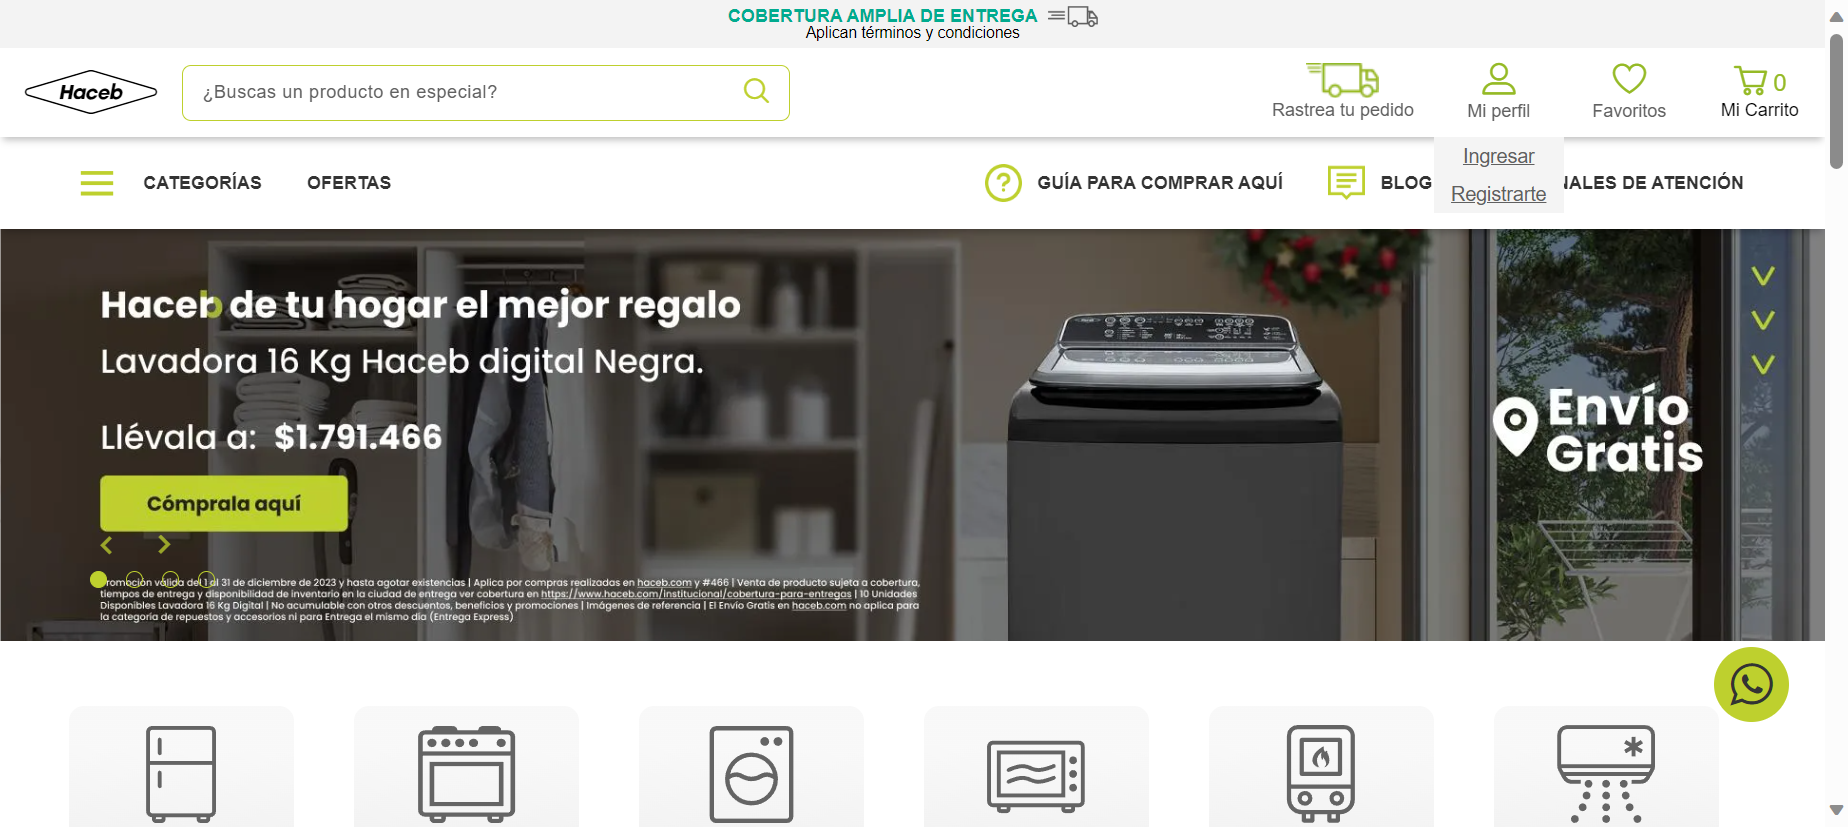 COBERTURA AMPLIA DE ENTREGA
Aplican términos y condiciones
Haceb
¿Buscas un producto en especial?
Rastrea tu pedido
Mi perfil
Favoritos
0
Mi Carrito
Ingresar
Registrarte
CATEGORÍAS
OFERTAS
GUÍA PARA COMPRAR AQUÍ
BLOG
NALES DE ATENCIÓN
Haceb de tu hogar el mejor regalo
Lavadora 16 Kg Haceb digital Negra.
Llévala a: $1.791.466
Cómprala aquí
Envío
Gratis
Promoción válida del 1 al 31 de diciembre de 2023 y hasta agotar existencias | Aplica por compras realizadas en haceb.com y #466 | Venta de producto sujeta a cobertura,
tiempos de entrega y disponibilidad de inventario en la ciudad de entrega ver cobertura en https://www.haceb.com/institucional/cobertura-para-entregas | 10 Unidades
Disponibles Lavadora 16 Kg Digital | No acumulable con otros descuentos, beneficios y promociones | Imágenes de referencia | El Envío Gratis en haceb.com no aplica para
la categoría de repuestos y accesorios ni para Entrega el mismo día (Entrega Express)